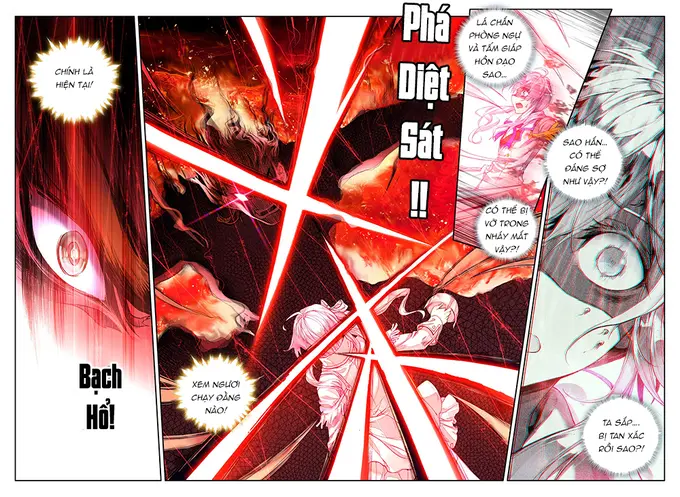 CHÍNH LÀ
HIỆN TẠI!
Bạch
Hổ!
Phá
Diệt
Sát
!!
XEM NGƯƠI
CHẠY ĐẰNG
NÀO!
LÁ CHẮN
PHÒNG NGỰ
VÀ TẤM GIÁP
HỒN ĐẠO
SAO...
CÓ THỂ BỊ
VỠ TRONG
NHÁY MẮT
VẬY?!
SAO HẮN...
CÓ THỂ
ĐÁNG SỢ
NHƯ VẬY?!
TA SẮP...
BỊ TAN XÁC
RỒI SAO?!